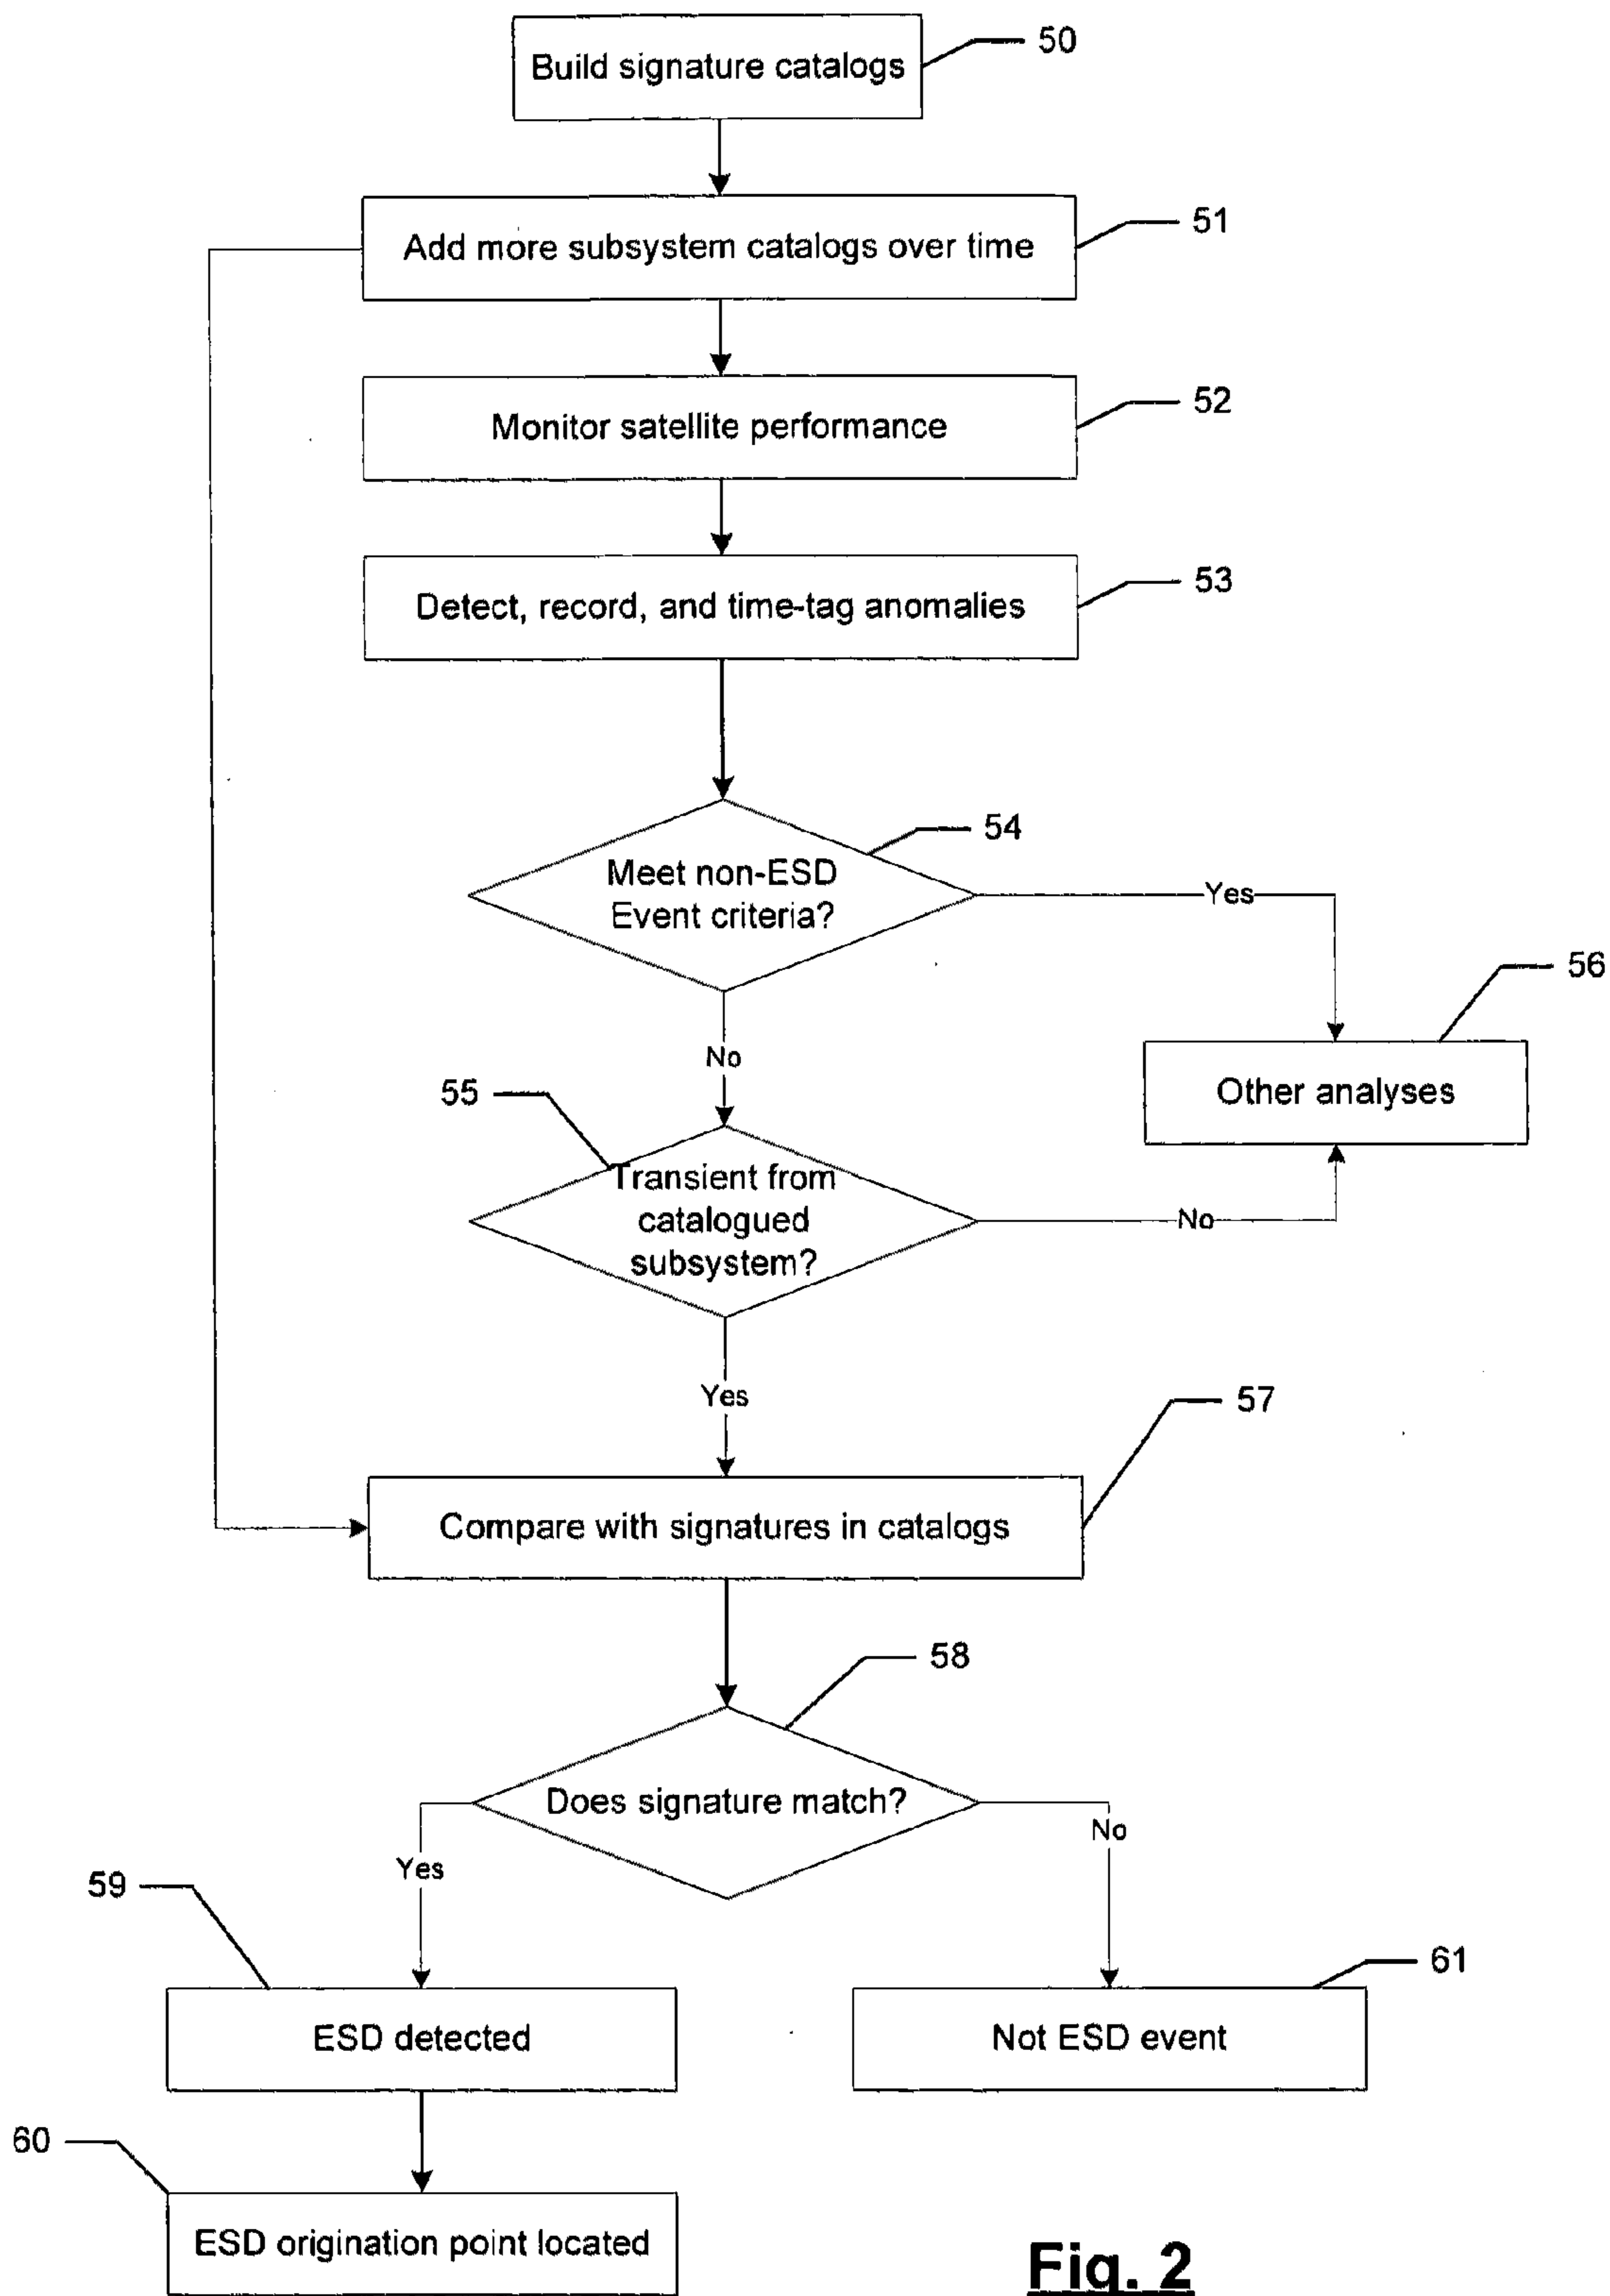 Build signature catalogs
50
Add more subsystem catalogs over time
51
Monitor satellite performance
52
Detect, record, and time-tag anomalies
53
54
Meet non-ESD
Event criteria?
Yes
56
No
Other analyses
55
Transient from
catalogued
subsystem?
No
Yes
57
Compare with signatures in catalogs
58
Does signature match?
No
Yes
59
61
ESD detected
Not ESD event
60
ESD origination point located
Fig. 2